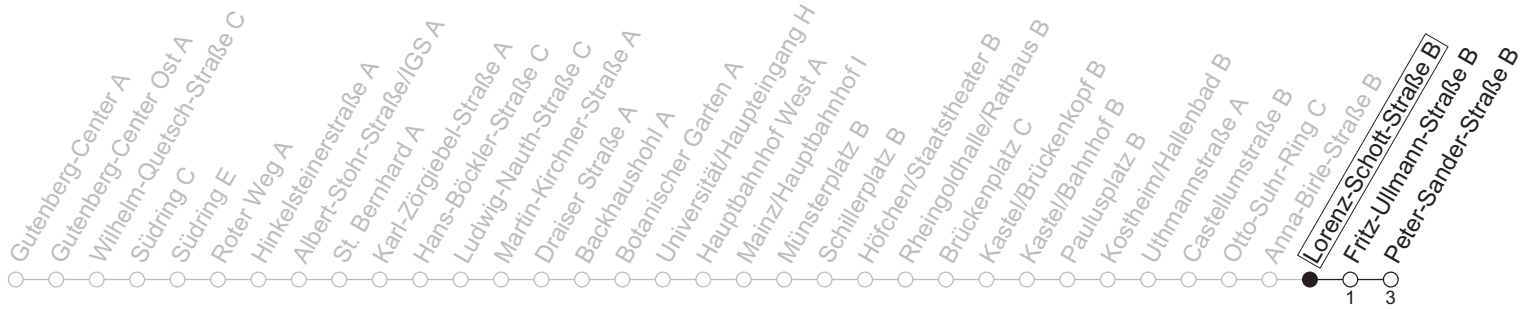 Gutenberg-Center A
Gutenberg-Center Ost A
Wilhelm-Quetsch-Straße C
Südring C
Südring E
Roter Weg A
Hinkelsteinerstraße A
Albert-Stohr-Straße/IGS A
St. Bernhard A
Karl-Zörgiebel-Straße A
Hans-Böckler-Straße C
Ludwig-Nauth-Straße C
Martin-Kirchner-Straße A
Draiser Straße A
Backhaushohl A
Botanischer Garten A
Universität/Haupteingang H
Hauptbahnhof West A
Mainz/Hauptbahnhof I
Münsterplatz B
Schillerplatz B
Höfchen/Staatstheater B
Rheingoldhalle/Rathaus B
Brückenplatz C
Kastel/Brückenkopf B
Kastel/Bahnhof B
Paulusplatz B
Kostheim/Hallenbad B
Uthmannstraße A
Castellumstraße B
Otto-Suhr-Ring C
Anna-Birle-Straße B
Lorenz-Schott-Straße B
Fritz-Ullmann-Straße B
Peter-Sander-Straße B
1
3